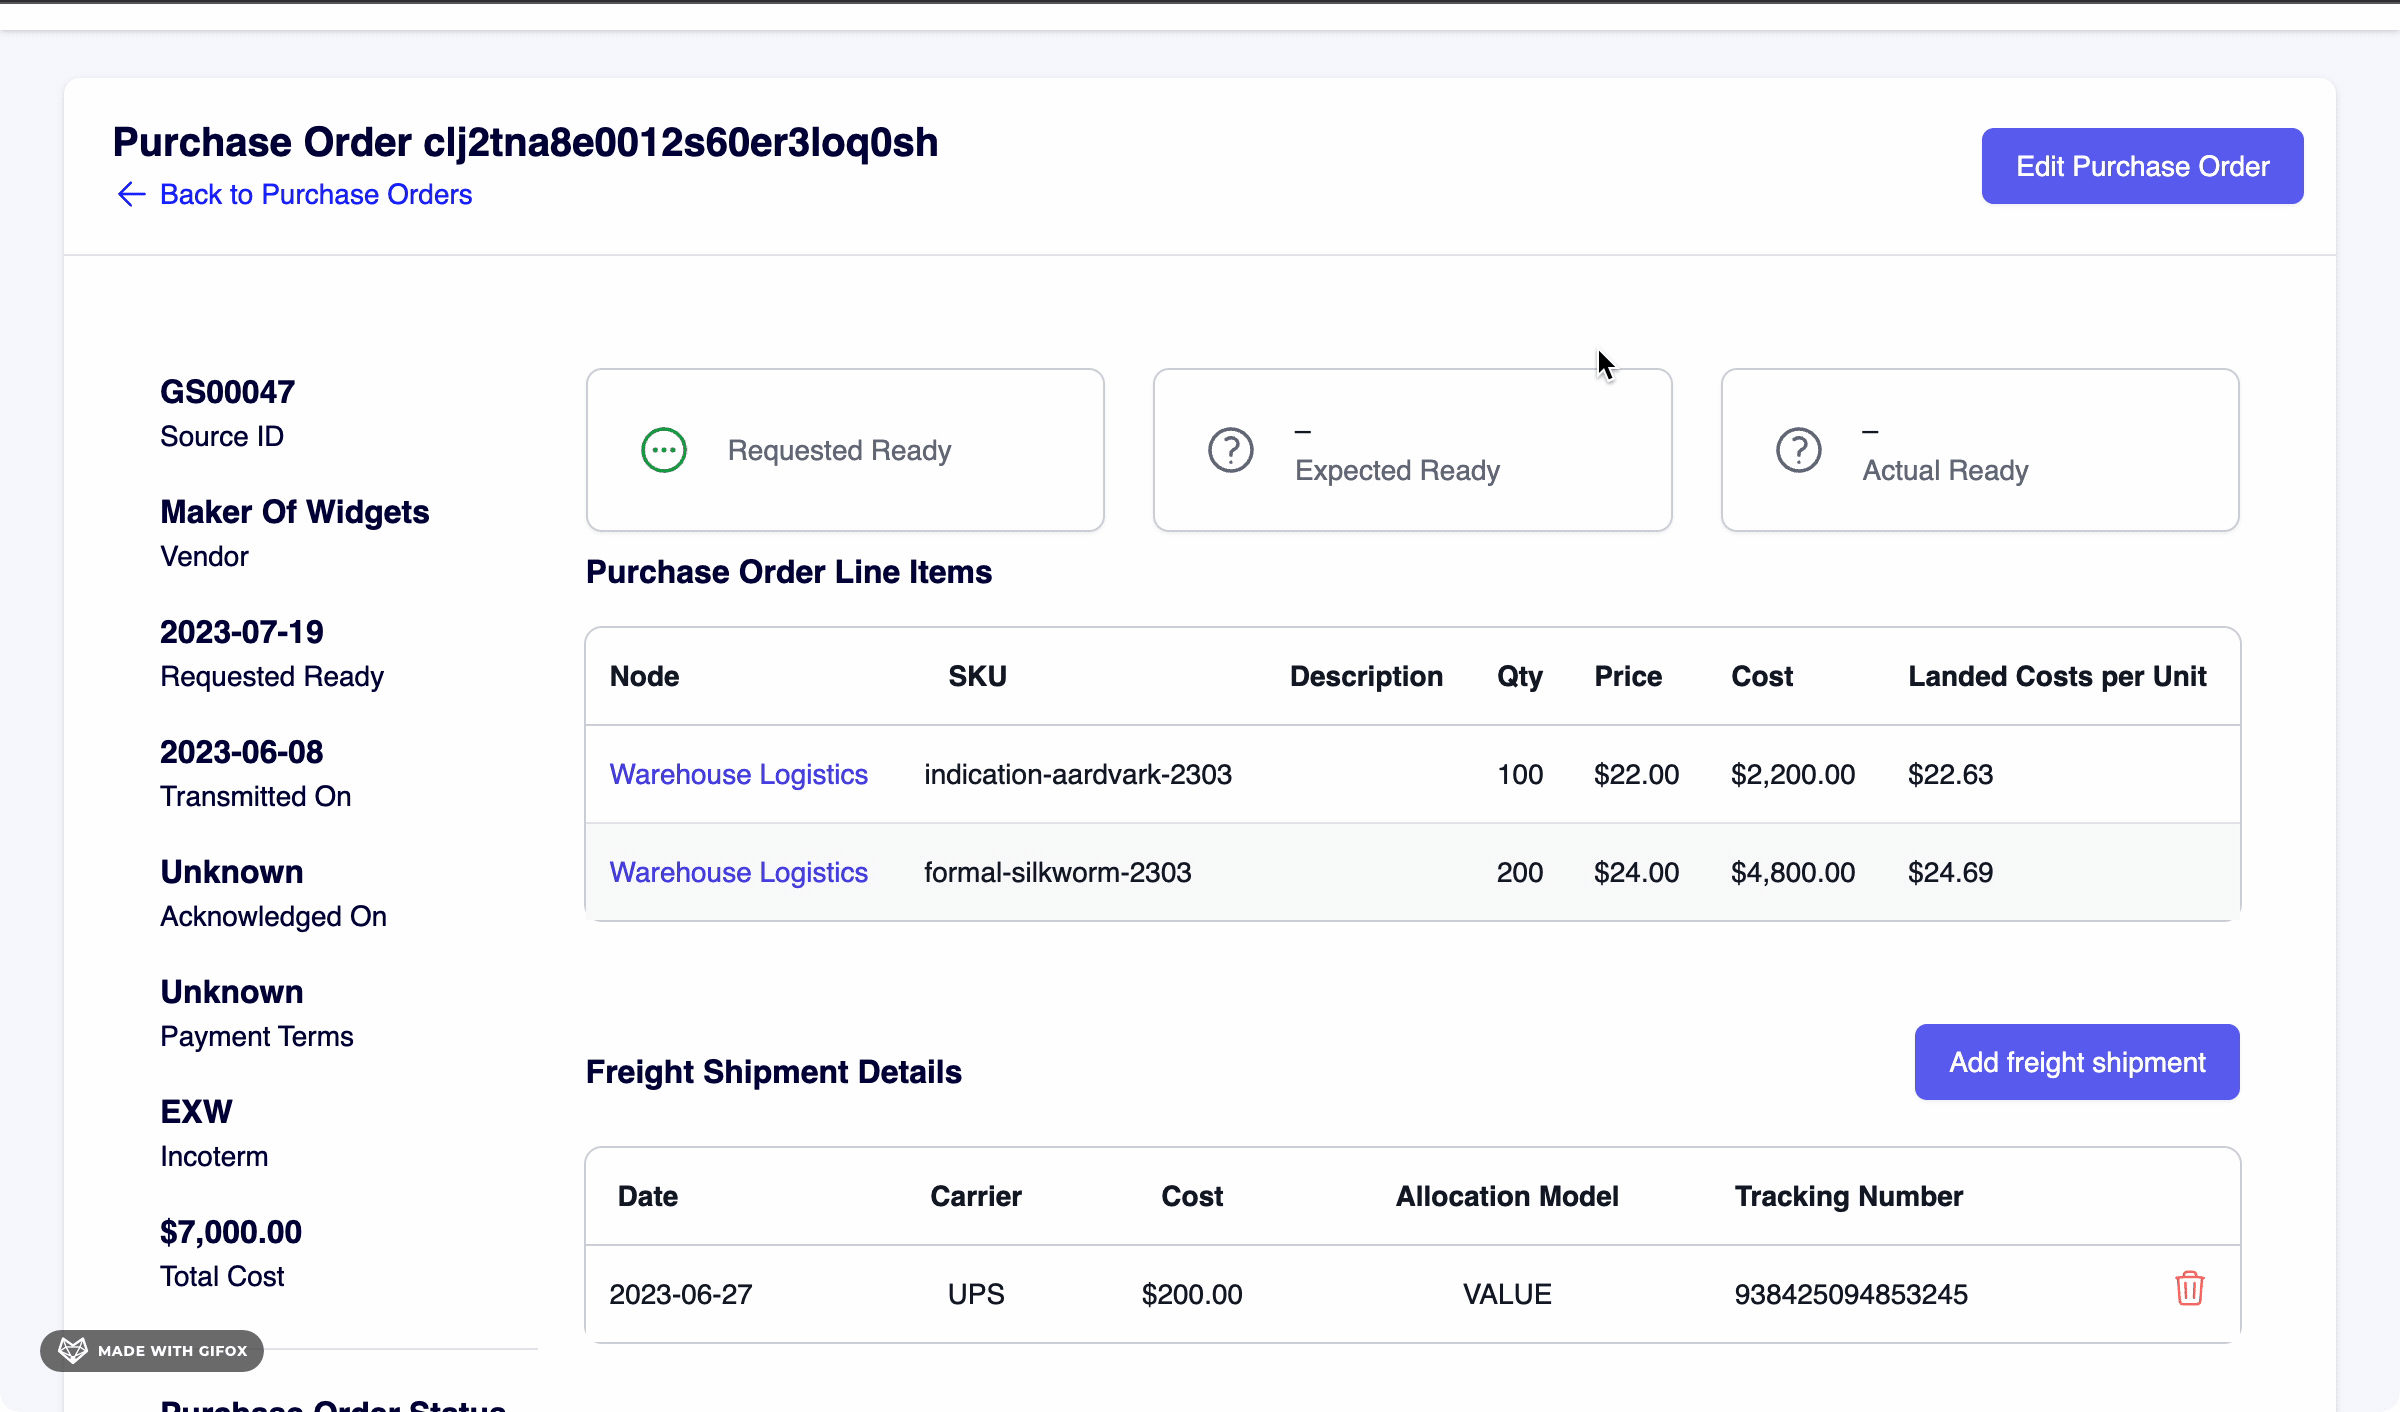 Purchase Order clj2tna8e0012s60er3loq0sh
Back to Purchase Orders
Edit Purchase Order
GS00047
Source ID
Maker Of Widgets
Vendor
2023-07-19
Requested Ready
2023-06-08
Transmitted On
Unknown
Acknowledged On
Unknown
Payment Terms
EXW
Incoterm
$7,000.00
Total Cost
Purchase Order Status
Requested Ready
–
Expected Ready
–
Actual Ready
Purchase Order Line Items
Node SKU Description Qty Price Cost Landed Costs per Unit
Warehouse Logistics indication-aardvark-2303 100 $22.00 $2,200.00 $22.63
Warehouse Logistics formal-silkworm-2303 200 $24.00 $4,800.00 $24.69
Freight Shipment Details
Add freight shipment
Date Carrier Cost Allocation Model Tracking Number
2023-06-27 UPS $200.00 VALUE 938425094853245
MADE WITH GIFOX